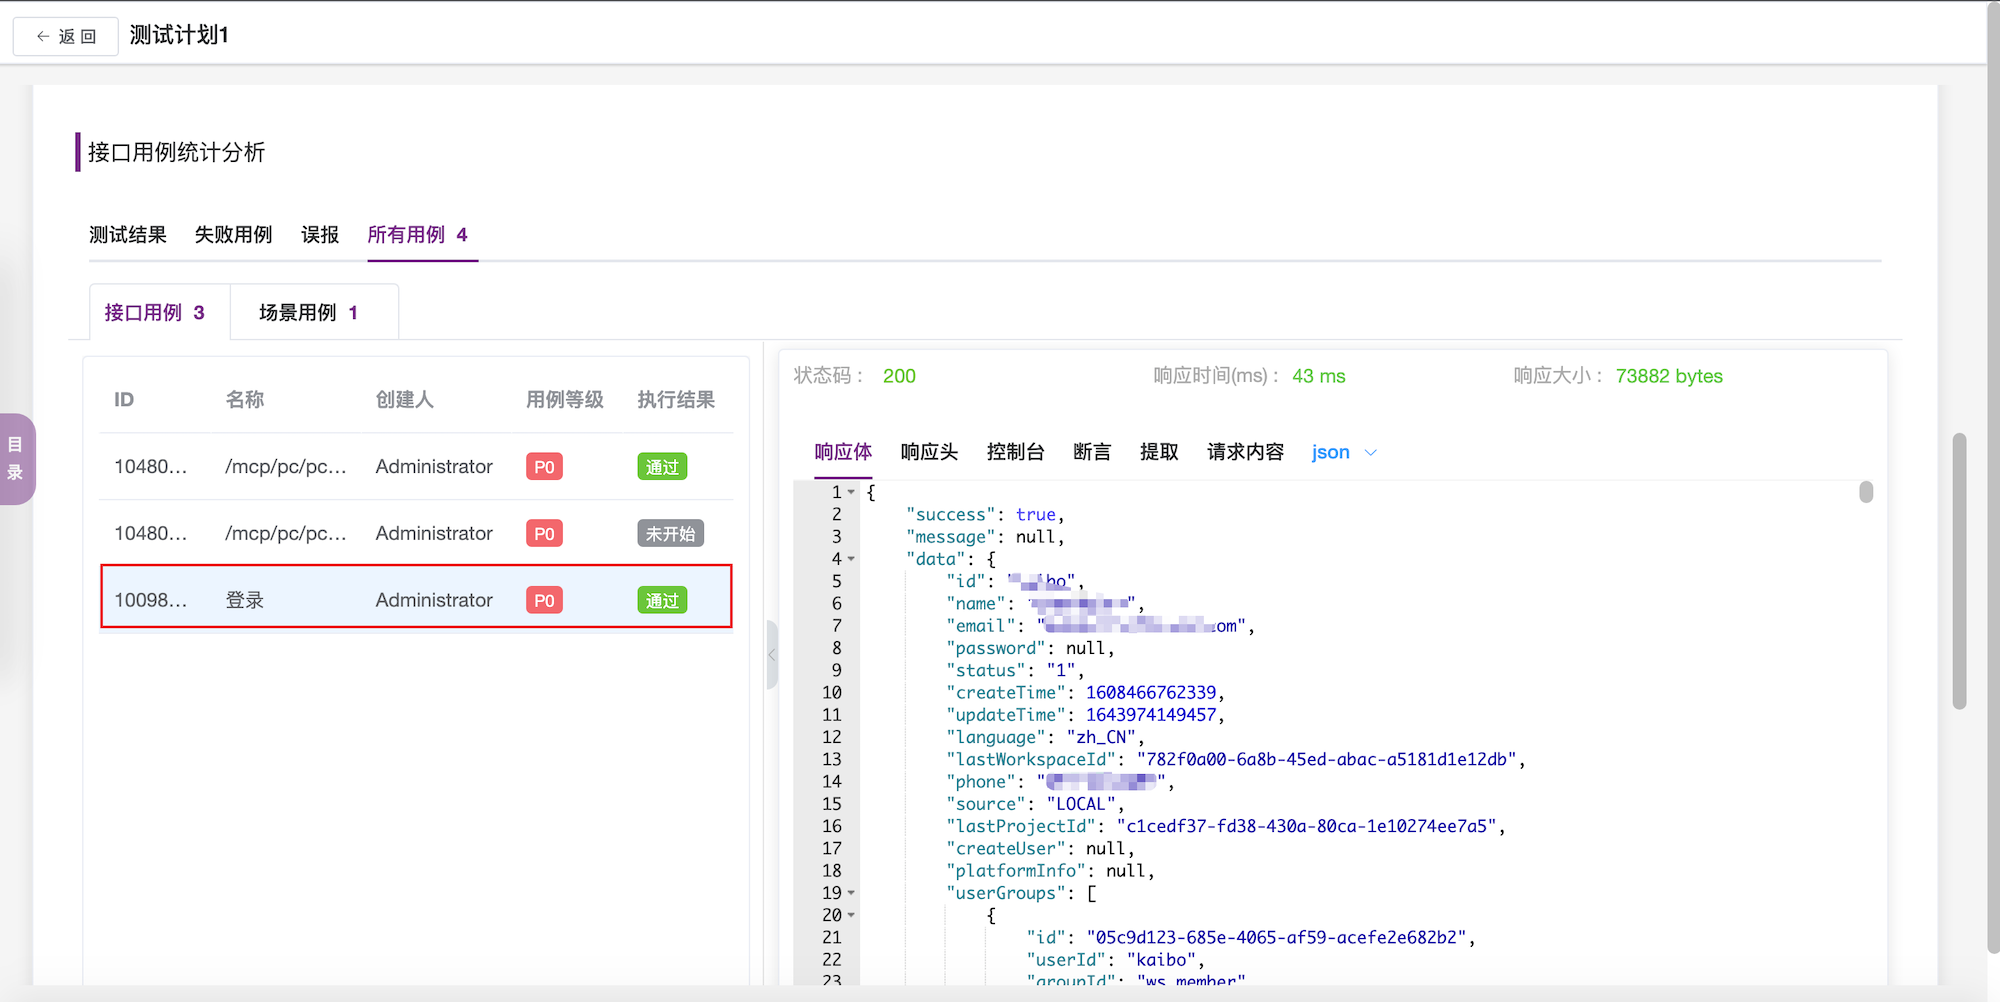 ← 返 回 测试计划1
接口用例统计分析
测试结果 失败用例 误报 所有用例 4
接口用例 3 场景用例 1
目录
ID 名称 创建人 用例等级 执行结果
10480... /mcp/pc/pc... Administrator P0 通过
10480... /mcp/pc/pc... Administrator P0 未开始
10098... 登录 Administrator P0 通过
状态码： 200 响应时间(ms)： 43 ms 响应大小： 73882 bytes
响应体 响应头 控制台 断言 提取 请求内容 json
1 {
2 "success": true,
3 "message": null,
4 "data": {
5 "id": ",
6 "name": "",
7 "email": "om",
8 "password": null,
9 "status": "1",
10 "createTime": 1608466762339,
11 "updateTime": 1643974149457,
12 "language": "zh_CN",
13 "lastWorkspaceId": "782f0a00-6a8b-45ed-abac-a5181d1e12db",
14 "phone": "",
15 "source": "LOCAL",
16 "lastProjectId": "c1cedf37-fd38-430a-80ca-1e10274ee7a5",
17 "createUser": null,
18 "platformInfo": null,
19 "userGroups": [
20 {
21 "id": "05c9d123-685e-4065-af59-acefe2e682b2",
22 "userId": "kaibo",
23 "groupId": "ws_member"